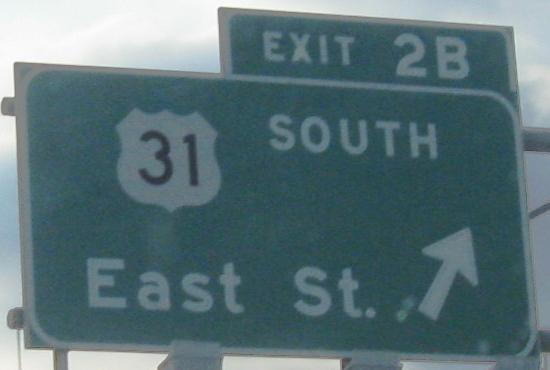 EXIT 2B
31 SOUTH
East St.